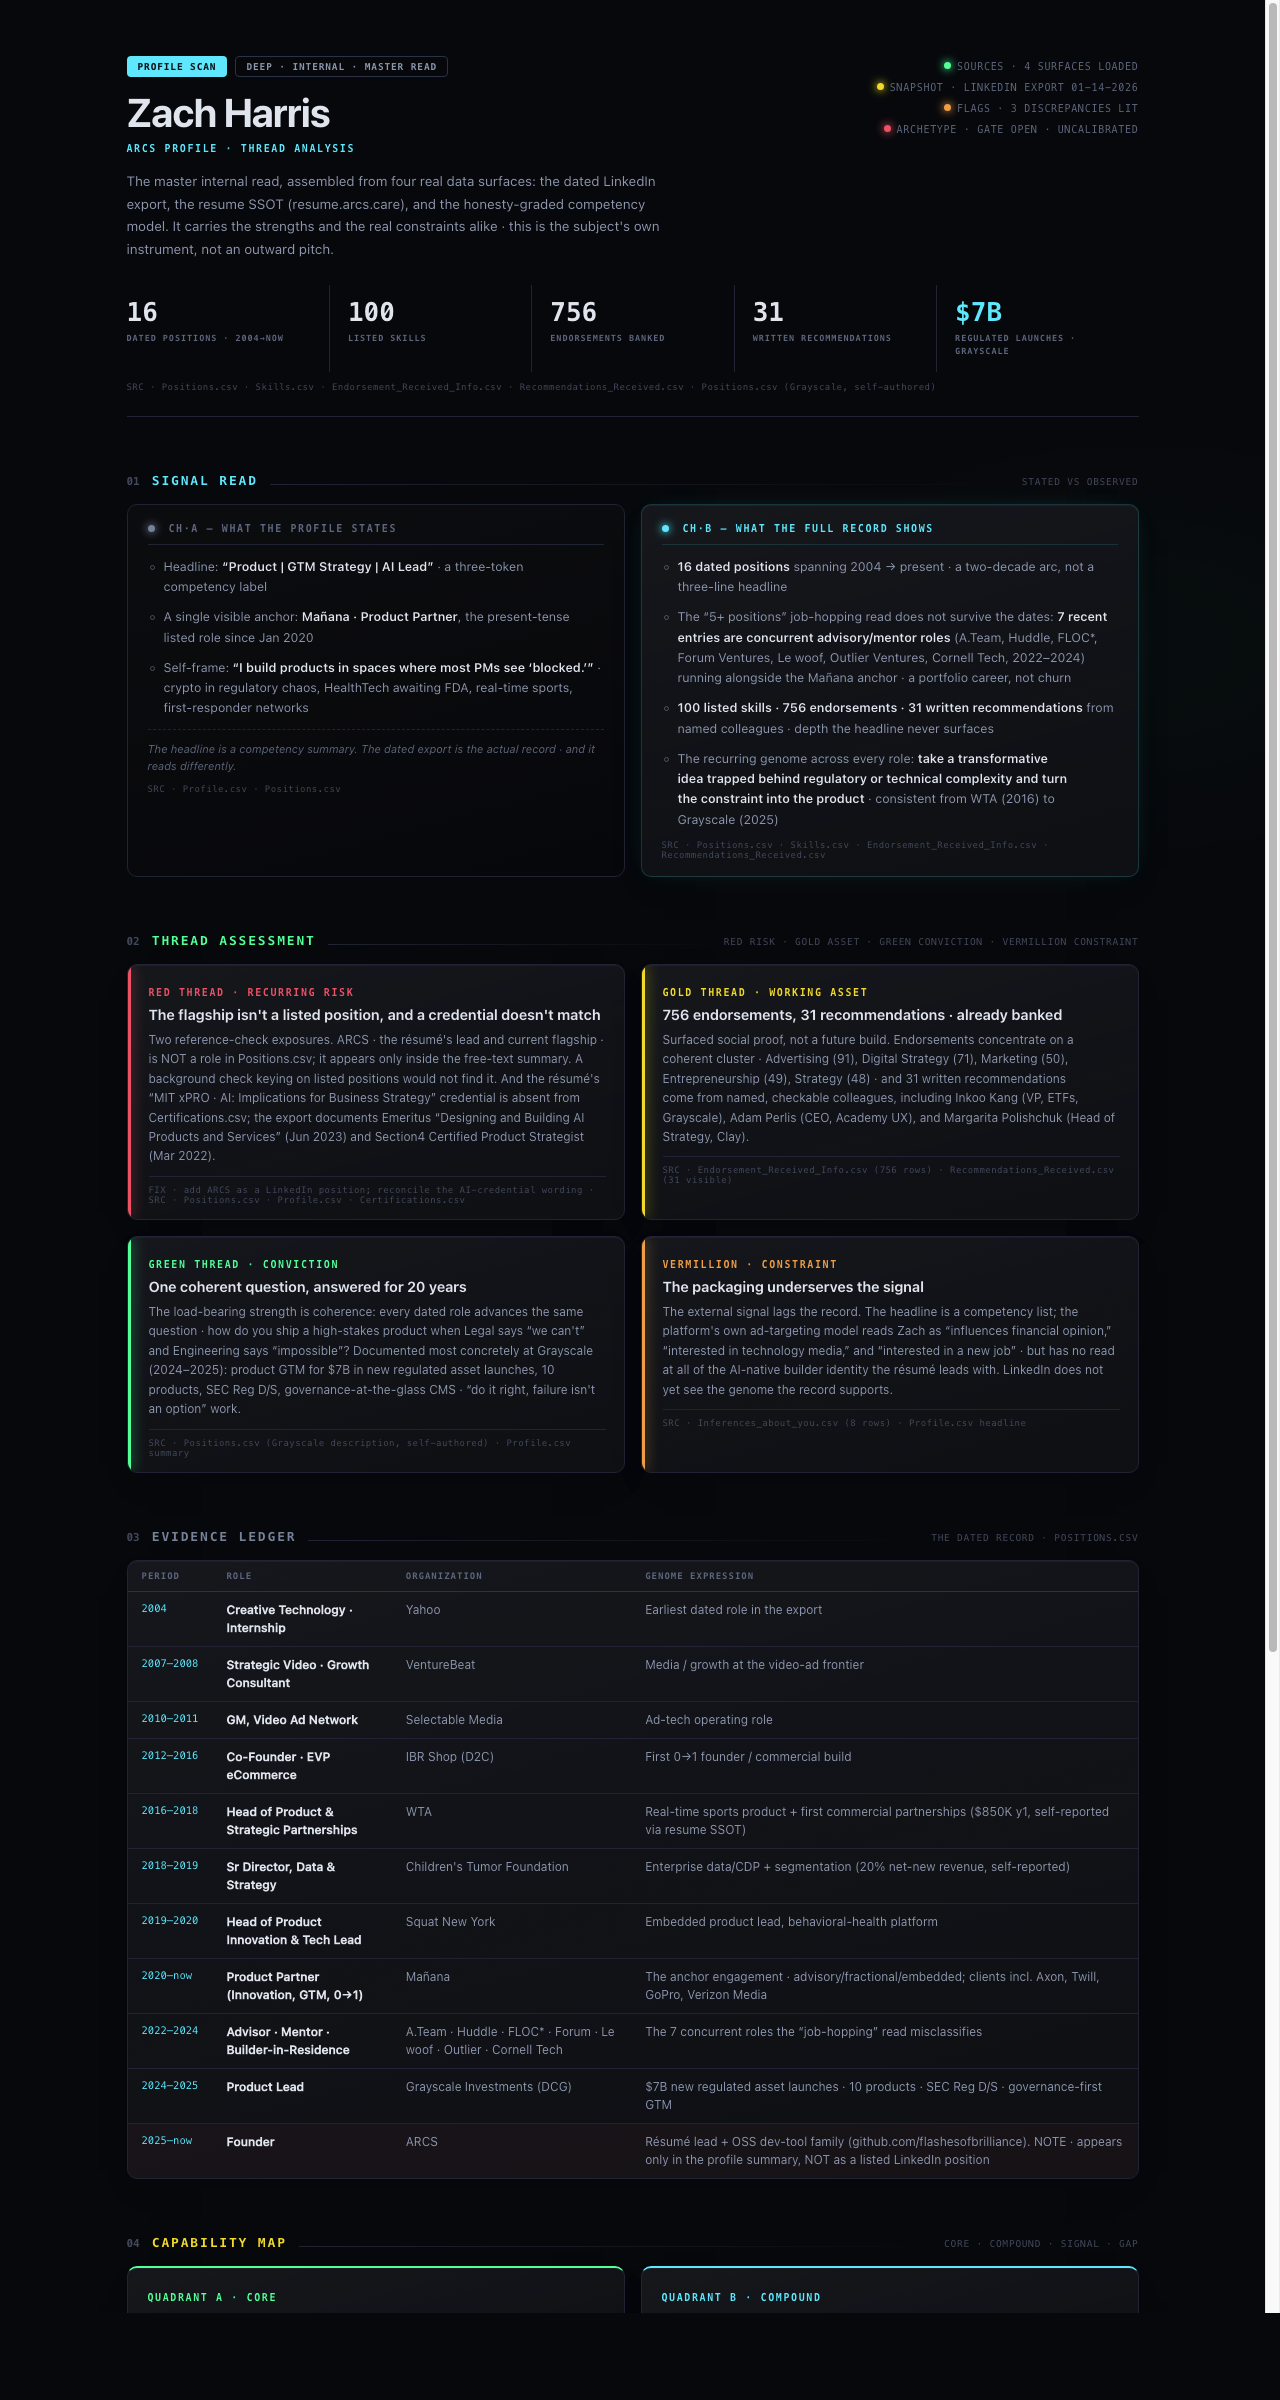 PROFILE SCAN
DEEP · INTERNAL · MASTER READ
Zach Harris
ARCS PROFILE · THREAD ANALYSIS
SOURCES · 4 SURFACES LOADED
SNAPSHOT · LINKEDIN EXPORT 01-14-2026
FLAGS · 3 DISCREPANCIES LIT
ARCHETYPE · GATE OPEN · UNCALIBRATED
The master internal read, assembled from four real data surfaces: the dated LinkedIn
export, the resume SSOT (resume.arcs.care), and the honesty-graded competency
model. It carries the strengths and the real constraints alike · this is the subject's own
instrument, not an outward pitch.
16
DATED POSITIONS · 2004→NOW
100
LISTED SKILLS
756
ENDORSEMENTS BANKED
31
WRITTEN RECOMMENDATIONS
$7B
REGULATED LAUNCHES ·
GRAYSCALE
SRC · Positions.csv · Skills.csv · Endorsement_Received_Info.csv · Recommendations_Received.csv · Positions.csv (Grayscale, self-authored)
01 SIGNAL READ
STATED VS OBSERVED
CH·A — WHAT THE PROFILE STATES
Headline: “Product | GTM Strategy | AI Lead” · a three-token
competency label
A single visible anchor: Mañana · Product Partner, the present-tense
listed role since Jan 2020
Self-frame: “I build products in spaces where most PMs see ‘blocked.’” ·
crypto in regulatory chaos, HealthTech awaiting FDA, real-time sports,
first-responder networks
The headline is a competency summary. The dated export is the actual record · and it
reads differently.
SRC · Profile.csv · Positions.csv
CH·B — WHAT THE FULL RECORD SHOWS
16 dated positions spanning 2004 → present · a two-decade arc, not a
three-line headline
The “5+ positions” job-hopping read does not survive the dates: 7 recent
entries are concurrent advisory/mentor roles (A.Team, Huddle, FLOC*,
Forum Ventures, Le woof, Outlier Ventures, Cornell Tech, 2022–2024)
running alongside the Mañana anchor · a portfolio career, not churn
100 listed skills · 756 endorsements · 31 written recommendations from
named colleagues · depth the headline never surfaces
The recurring genome across every role: take a transformative
idea trapped behind regulatory or technical complexity and turn
the constraint into the product · consistent from WTA (2016) to
Grayscale (2025)
SRC · Positions.csv · Skills.csv · Endorsement_Received_Info.csv ·
Recommendations_Received.csv
02 THREAD ASSESSMENT
RED RISK · GOLD ASSET · GREEN CONVICTION · VERMILLION CONSTRAINT
RED THREAD · RECURRING RISK
The flagship isn't a listed position, and a credential doesn't match
Two reference-check exposures. ARCS · the résumé's lead and current flagship ·
is NOT a role in Positions.csv; it appears only inside the free-text summary. A
background check keying on listed positions would not find it. And the résumé's
“MIT xPRO · AI: Implications for Business Strategy” credential is absent from
Certifications.csv; the export documents Emeritus “Designing and Building AI
Products and Services” (Jun 2023) and Section4 Certified Product Strategist
(Mar 2022).
FIX · add ARCS as a LinkedIn position; reconcile the AI-credential wording ·
SRC · Positions.csv · Profile.csv · Certifications.csv
GOLD THREAD · WORKING ASSET
756 endorsements, 31 recommendations · already banked
Surfaced social proof, not a future build. Endorsements concentrate on a
coherent cluster · Advertising (91), Digital Strategy (71), Marketing (50),
Entrepreneurship (49), Strategy (48) · and 31 written recommendations
come from named, checkable colleagues, including Inkoo Kang (VP, ETFs,
Grayscale), Adam Perlis (CEO, Academy UX), and Margarita Polishchuk (Head of
Strategy, Clay).
SRC · Endorsement_Received_Info.csv (756 rows) · Recommendations_Received.csv
(31 visible)
GREEN THREAD · CONVICTION
One coherent question, answered for 20 years
The load-bearing strength is coherence: every dated role advances the same
question · how do you ship a high-stakes product when Legal says “we can't”
and Engineering says “impossible”? Documented most concretely at Grayscale
(2024–2025): product GTM for $7B in new regulated asset launches, 10
products, SEC Reg D/S, governance-at-the-glass CMS · “do it right, failure isn't
an option” work.
SRC · Positions.csv (Grayscale description, self-authored) · Profile.csv
summary
VERMILLION · CONSTRAINT
The packaging underserves the signal
The external signal lags the record. The headline is a competency list; the
platform's own ad-targeting model reads Zach as “influences financial opinion,”
“interested in technology media,” and “interested in a new job” · but has no read
at all of the AI-native builder identity the résumé leads with. LinkedIn does not
yet see the genome the record supports.
SRC · Inferences_about_you.csv (8 rows) · Profile.csv headline
03 EVIDENCE LEDGER
THE DATED RECORD · POSITIONS.CSV
PERIOD ROLE ORGANIZATION GENOME EXPRESSION
2004 Creative Technology · Yahoo Earliest dated role in the export
Internship
2007–2008 Strategic Video · Growth VentureBeat Media / growth at the video-ad frontier
Consultant
2010–2011 GM, Video Ad Network Selectable Media Ad-tech operating role
2012–2016 Co-Founder · EVP IBR Shop (D2C) First 0→1 founder / commercial build
eCommerce
2016–2018 Head of Product & WTA Real-time sports product + first commercial partnerships ($850K y1, self-reported
Strategic Partnerships via resume SSOT)
2018–2019 Sr Director, Data & Children's Tumor Foundation Enterprise data/CDP + segmentation (20% net-new revenue, self-reported)
Strategy
2019–2020 Head of Product Squat New York Embedded product lead, behavioral-health platform
Innovation & Tech Lead
2020–now Product Partner Mañana The anchor engagement · advisory/fractional/embedded; clients incl. Axon, Twill,
(Innovation, GTM, 0→1) GoPro, Verizon Media
2022–2024 Advisor · Mentor · A.Team · Huddle · FLOC* · Forum · Le The 7 concurrent roles the “job-hopping” read misclassifies
Builder-in-Residence woof · Outlier · Cornell Tech
2024–2025 Product Lead Grayscale Investments (DCG) $7B new regulated asset launches · 10 products · SEC Reg D/S · governance-first
GTM
2025–now Founder ARCS Résumé lead + OSS dev-tool family (github.com/flashesofbrilliance). NOTE · appears
only in the profile summary, NOT as a listed LinkedIn position
04 CAPABILITY MAP
CORE · COMPOUND · SIGNAL · GAP
QUADRANT A · CORE
QUADRANT B · COMPOUND